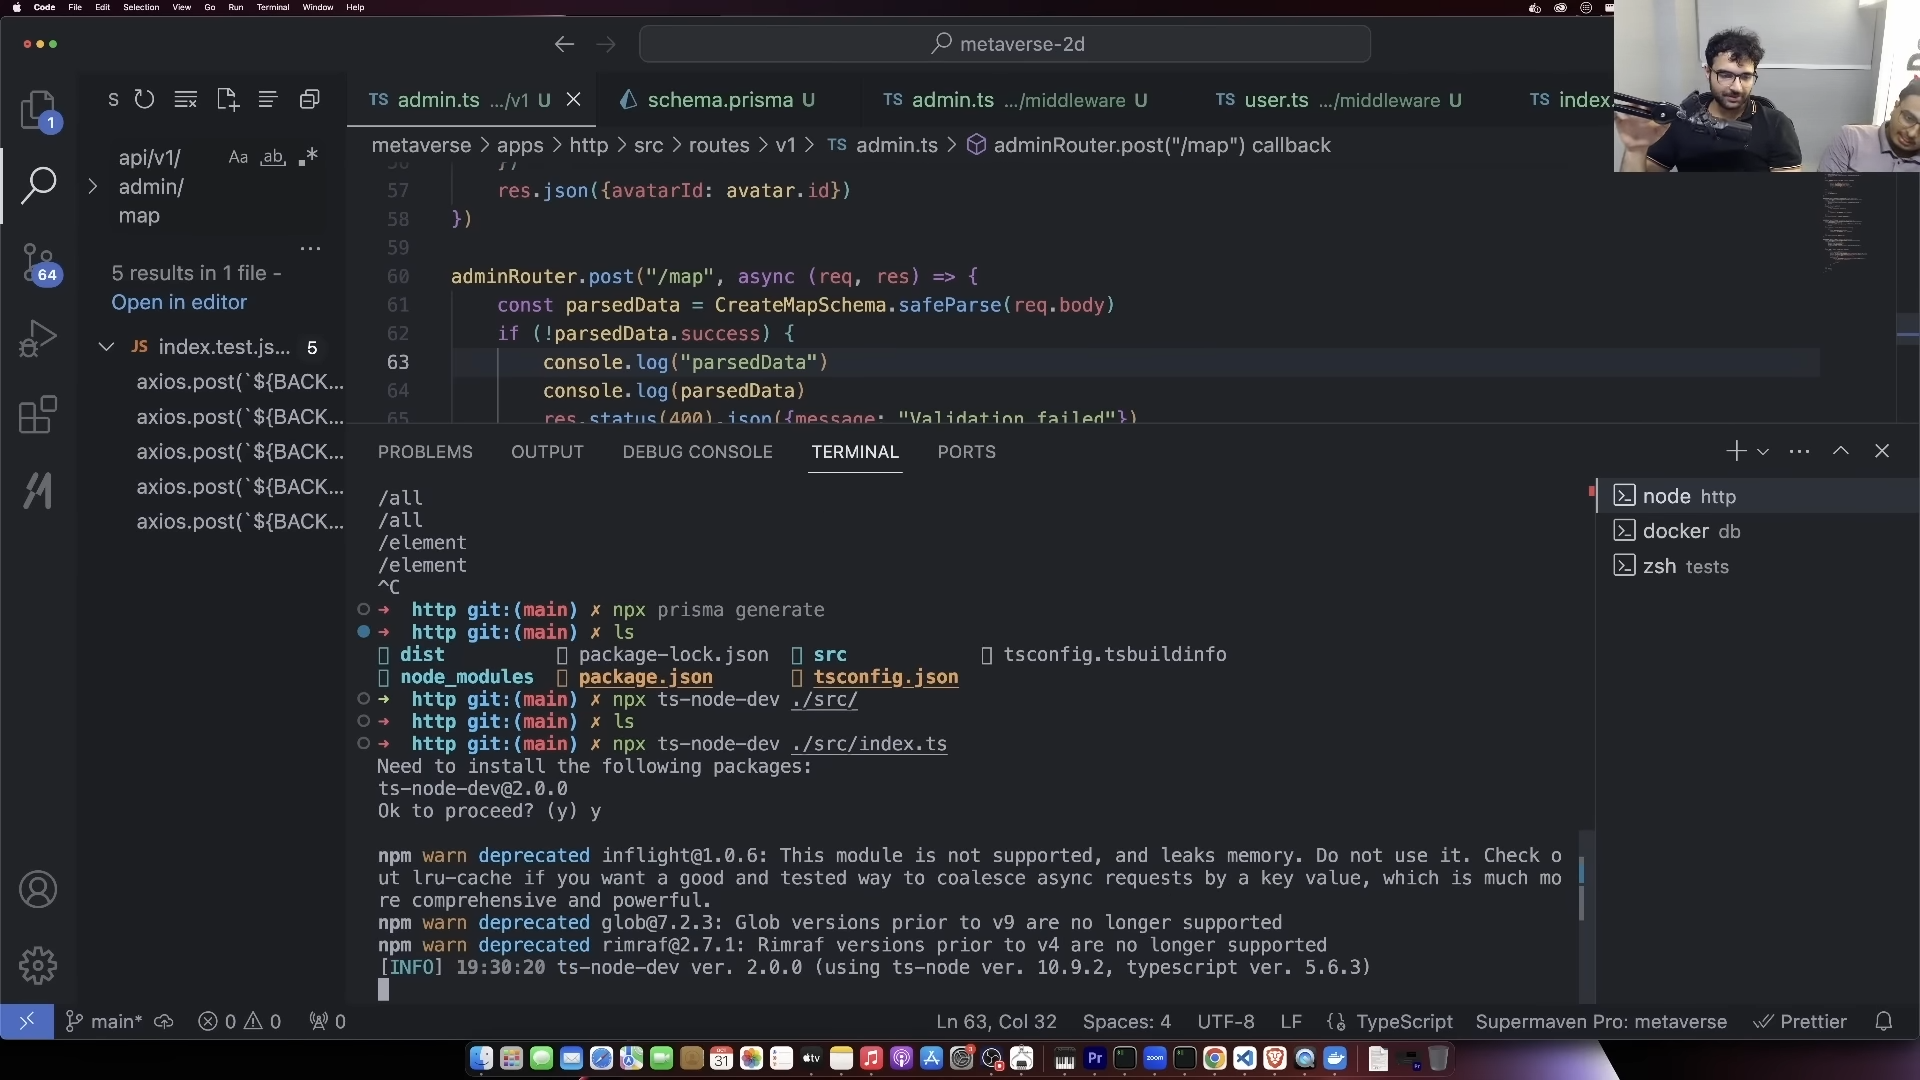 Code File Edit Selection View Go Run Terminal Window Help
metaverse-2d
S
TS admin.ts .../v1 U
schema.prisma U
TS admin.ts .../middleware U
TS user.ts .../middleware U
TS index.
1
api/v1/
admin/
map
Aa ab
metaverse > apps > http > src > routes > v1 > TS admin.ts > adminRouter.post("/map") callback
64
5 results in 1 file -
Open in editor
JS index.test.js... 5
axios.post(`${BACK...
axios.post(`${BACK...
axios.post(`${BACK...
axios.post(`${BACK...
axios.post(`${BACK...
57 res.json({avatarId: avatar.id})
58 })
59
60 adminRouter.post("/map", async (req, res) => {
61 const parsedData = CreateMapSchema.safeParse(req.body)
62 if (!parsedData.success) {
63 console.log("parsedData")
64 console.log(parsedData)
65 res.status(400).json({message: "Validation failed"})
PROBLEMS OUTPUT DEBUG CONSOLE TERMINAL PORTS
/all
/all
/element
/element
^C
➜ http git:(main) ✗ npx prisma generate
➜ http git:(main) ✗ ls
dist package-lock.json src tsconfig.tsbuildinfo
node_modules package.json tsconfig.json
➜ http git:(main) ✗ npx ts-node-dev ./src/
➜ http git:(main) ✗ ls
➜ http git:(main) ✗ npx ts-node-dev ./src/index.ts
Need to install the following packages:
ts-node-dev@2.0.0
Ok to proceed? (y) y
npm warn deprecated inflight@1.0.6: This module is not supported, and leaks memory. Do not use it. Check o
ut lru-cache if you want a good and tested way to coalesce async requests by a key value, which is much mo
re comprehensive and powerful.
npm warn deprecated glob@7.2.3: Glob versions prior to v9 are no longer supported
npm warn deprecated rimraf@2.7.1: Rimraf versions prior to v4 are no longer supported
[INFO] 19:30:20 ts-node-dev ver. 2.0.0 (using ts-node ver. 10.9.2, typescript ver. 5.6.3)
node http
docker db
zsh tests
main* 0 0 0
Ln 63, Col 32 Spaces: 4 UTF-8 LF {} TypeScript Supermaven Pro: metaverse Prettier
31 tv Pr zoom